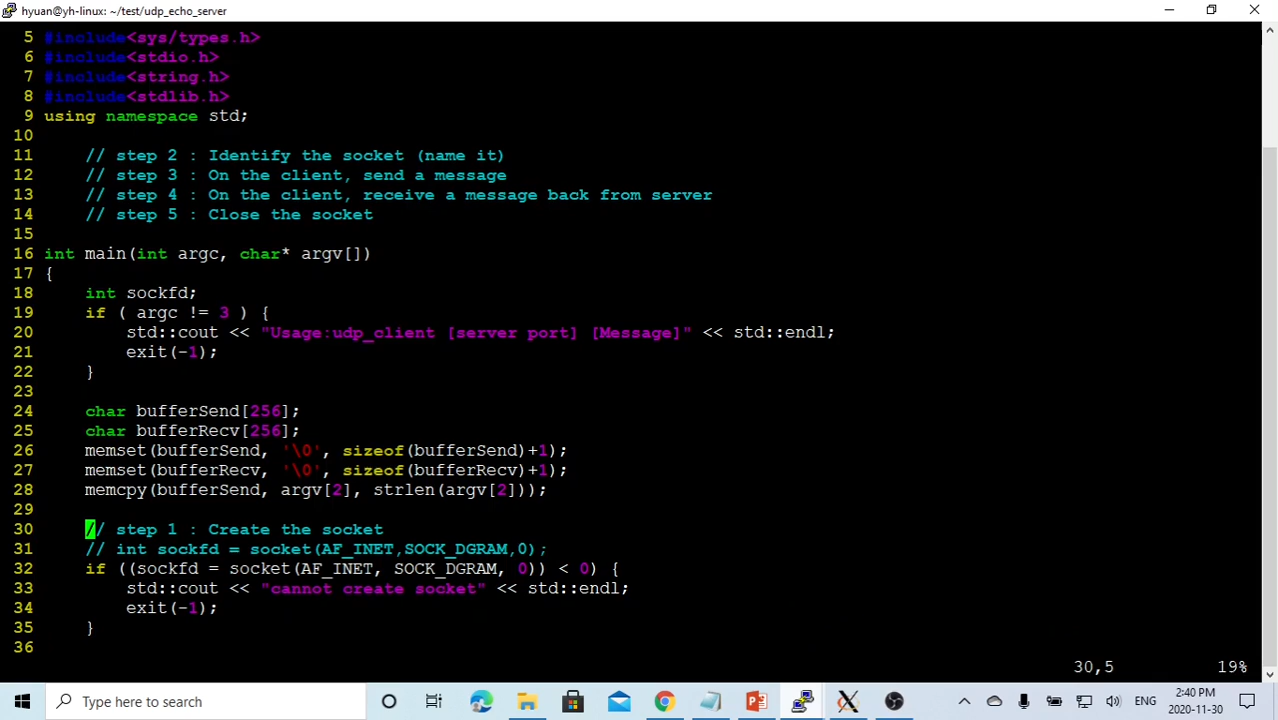 hyuan@yh-linux: ~/test/udp_echo_server
5 #include<sys/types.h>
6 #include<stdio.h>
7 #include<string.h>
8 #include<stdlib.h>
9 using namespace std;
10
11     // step 2 : Identify the socket (name it)
12     // step 3 : On the client, send a message
13     // step 4 : On the client, receive a message back from server
14     // step 5 : Close the socket
15
16 int main(int argc, char* argv[])
17 {
18     int sockfd;
19     if ( argc != 3 ) {
20         std::cout << "Usage:udp_client [server port] [Message]" << std::endl;
21         exit(-1);
22     }
23
24     char bufferSend[256];
25     char bufferRecv[256];
26     memset(bufferSend, '\0', sizeof(bufferSend)+1);
27     memset(bufferRecv, '\0', sizeof(bufferRecv)+1);
28     memcpy(bufferSend, argv[2], strlen(argv[2]));
29
30     // step 1 : Create the socket
31     // int sockfd = socket(AF_INET,SOCK_DGRAM,0);
32     if ((sockfd = socket(AF_INET, SOCK_DGRAM, 0)) < 0) {
33         std::cout << "cannot create socket" << std::endl;
34         exit(-1);
35     }
36
30,5 19%
Type here to search
ENG
2:40 PM
2020-11-30